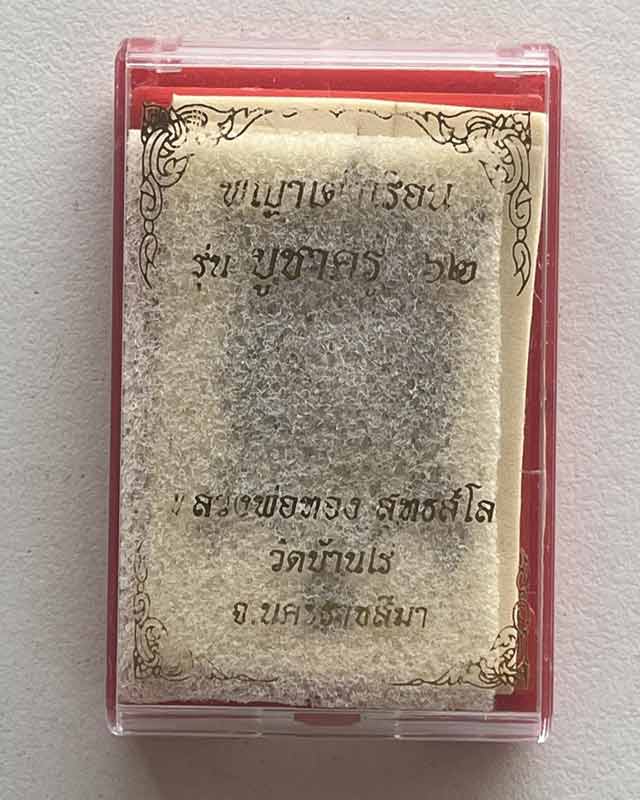 พญาเต่าเรือน
รุ่น บูชาครู ๖๒
หลวงพ่อทอง สุทธสีโล
วัดบ้านไร่
จ.นครราชสีมา